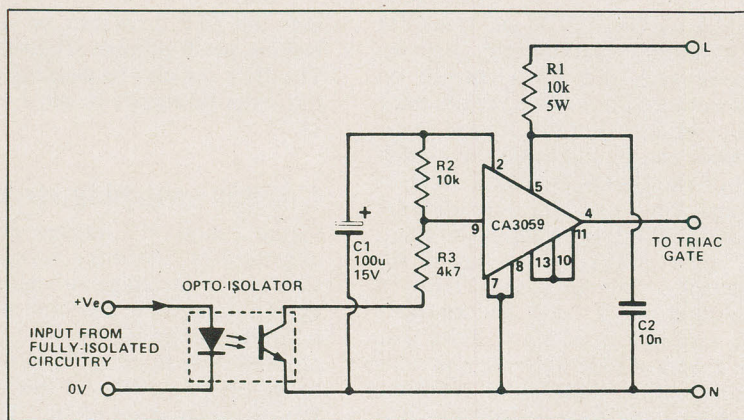 L
R1
10k
5W
2
R2
10k
5
+
9
CA3059
4
11
C1
100u
15V
R3
4k7
13
10
8
7
TO TRIAC
GATE
OPTO-ISOLATOR
+Ve
INPUT FROM
FULLY-ISOLATED
CIRCUITRY
C2
10n
0V
N